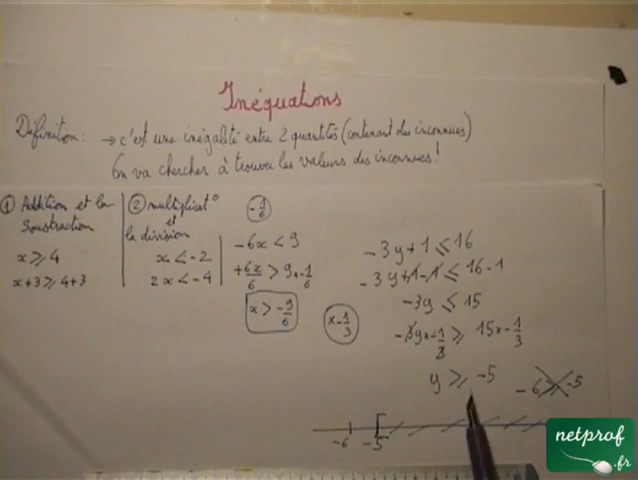 Inéquations
Définition: → c'est une inégalité entre 2 quantités (contenant des inconnues)
On va chercher à trouver les valeurs des inconnues!
① Addition et la
Soustraction
x ⩾ 4
x+3 ⩾ 4+3
② multiplicat°
et
la division
x < -2
2x < -4
-1/6
-6x < 9
+6x/6 > 9x-1/6
x > -9/6
x-1/3
-3y+1 ⩽ 16
-3y+1-1 ⩽ 16-1
-3y ⩽ 15
-3yx-1/3 ⩾ 15x-1/3
y ⩾ -5
-6 ⩾ -5
-6 -5
netprof
.fr